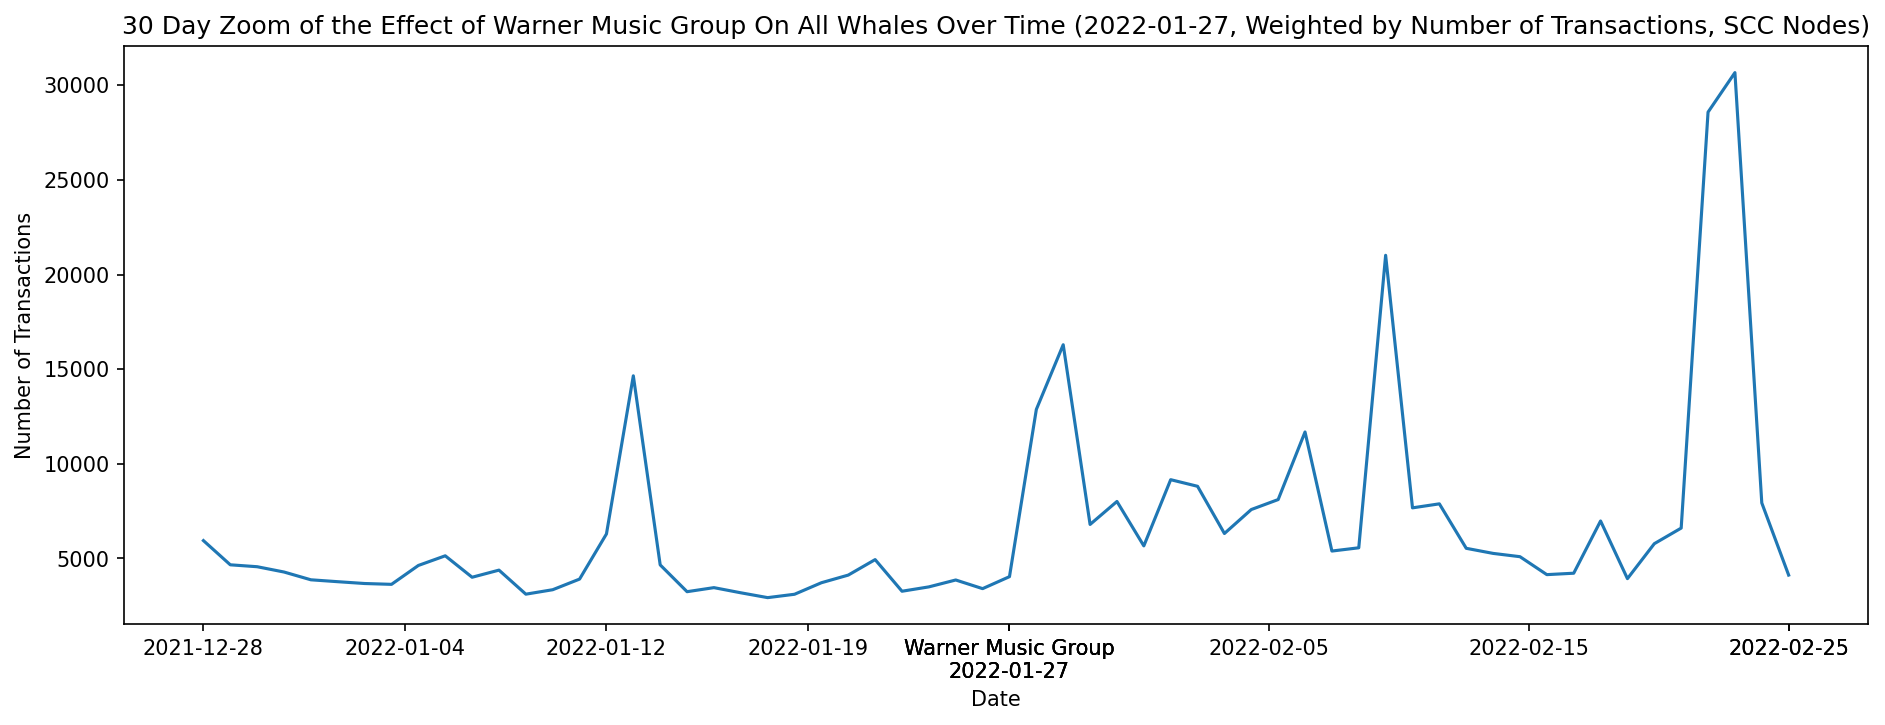 30 Day Zoom of the Effect of Warner Music Group On All Whales Over Time (2022-01-27, Weighted by Number of Transactions, SCC Nodes)
Number of Transactions
30000
25000
20000
15000
10000
5000
2021-12-28 2022-01-04 2022-01-12 2022-01-19 Warner Music Group 2022-02-05 2022-02-15 2022-02-25
2022-01-27
Date